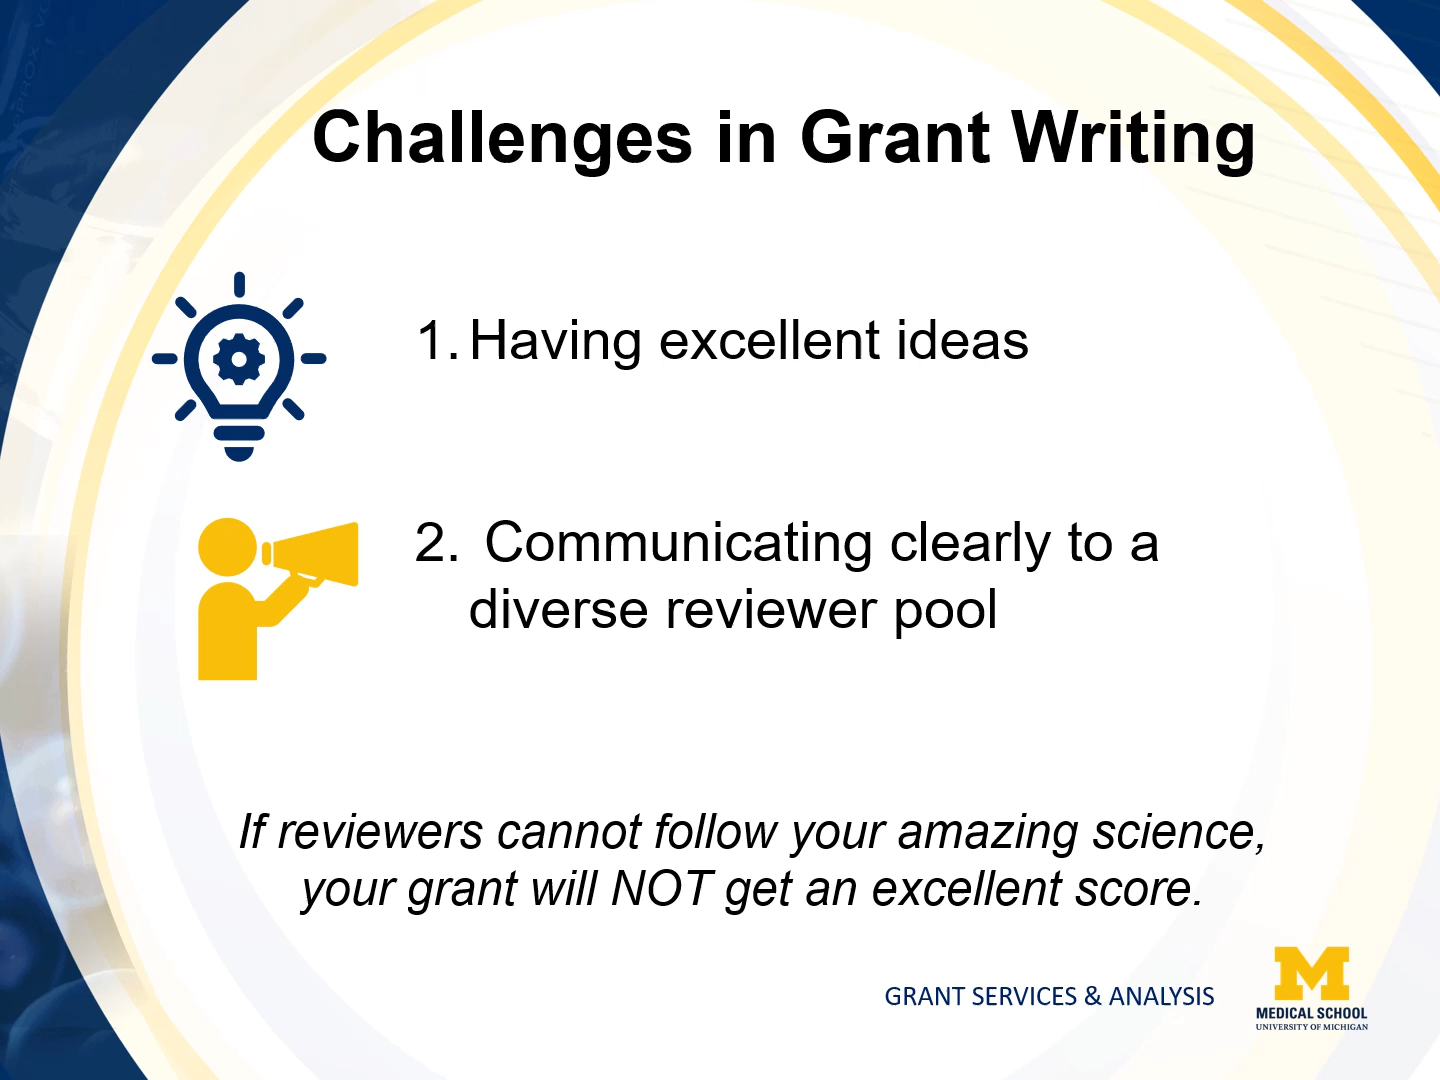 Challenges in Grant Writing
1. Having excellent ideas
2. Communicating clearly to a
diverse reviewer pool
If reviewers cannot follow your amazing science,
your grant will NOT get an excellent score.
GRANT SERVICES & ANALYSIS
M
MEDICAL SCHOOL
UNIVERSITY OF MICHIGAN